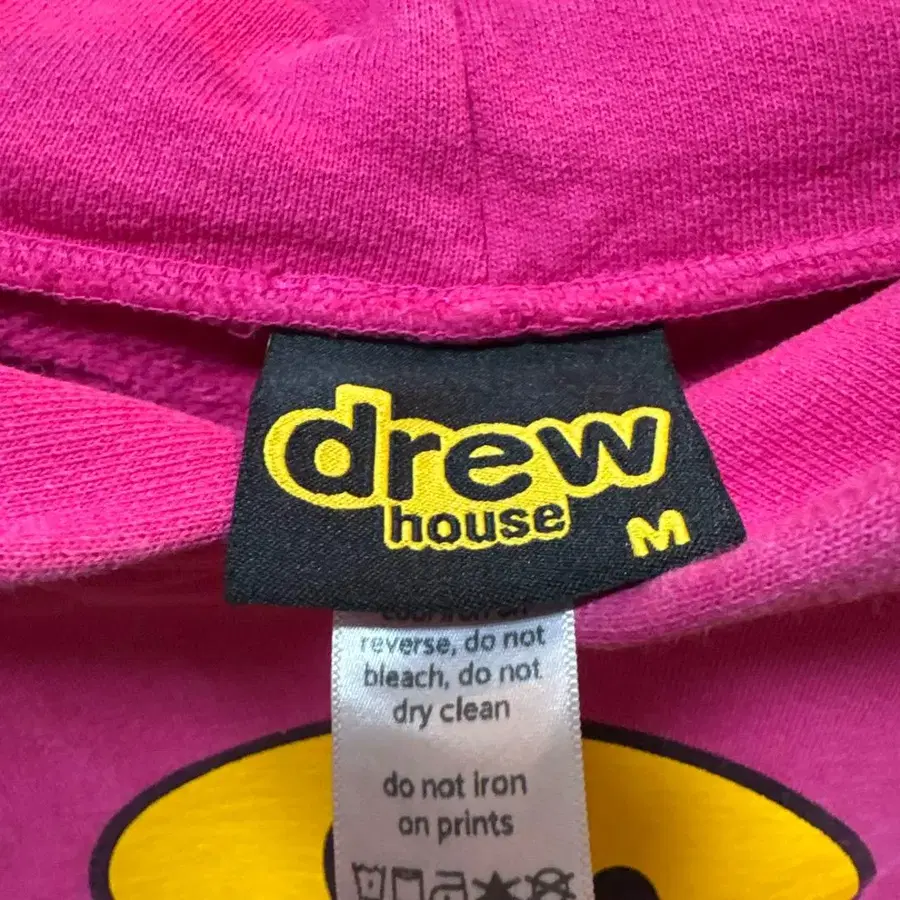 drew
house
M
reverse, do not
bleach, do not
dry clean
do not iron
on prints